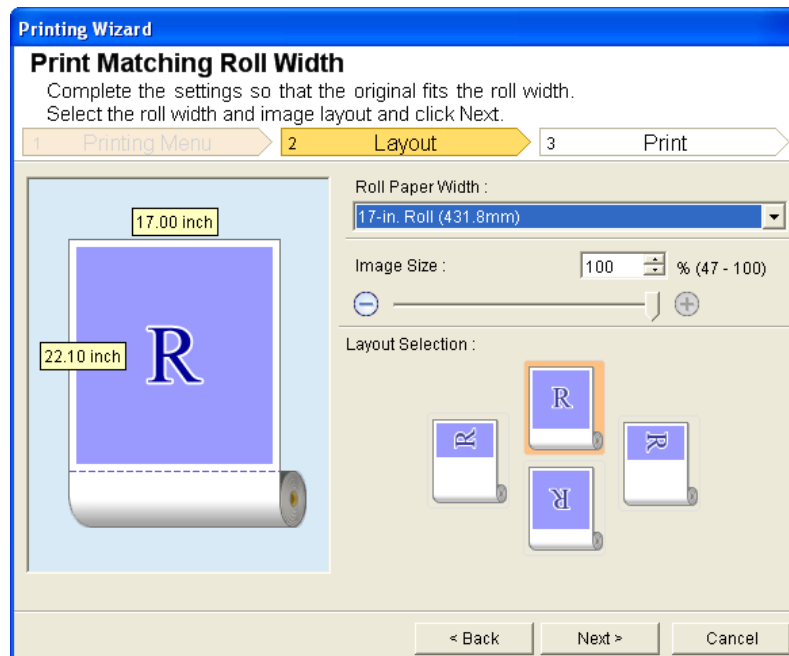 Printing Wizard
Print Matching Roll Width
Complete the settings so that the original fits the roll width.
Select the roll width and image layout and click Next.
1 Printing Menu 2 Layout 3 Print
Roll Paper Width :
17.00 inch
17-in. Roll (431.8mm)
Image Size : 100 % (47 - 100)
22.10 inch
R
Layout Selection :
R
R
R
R
< Back Next > Cancel